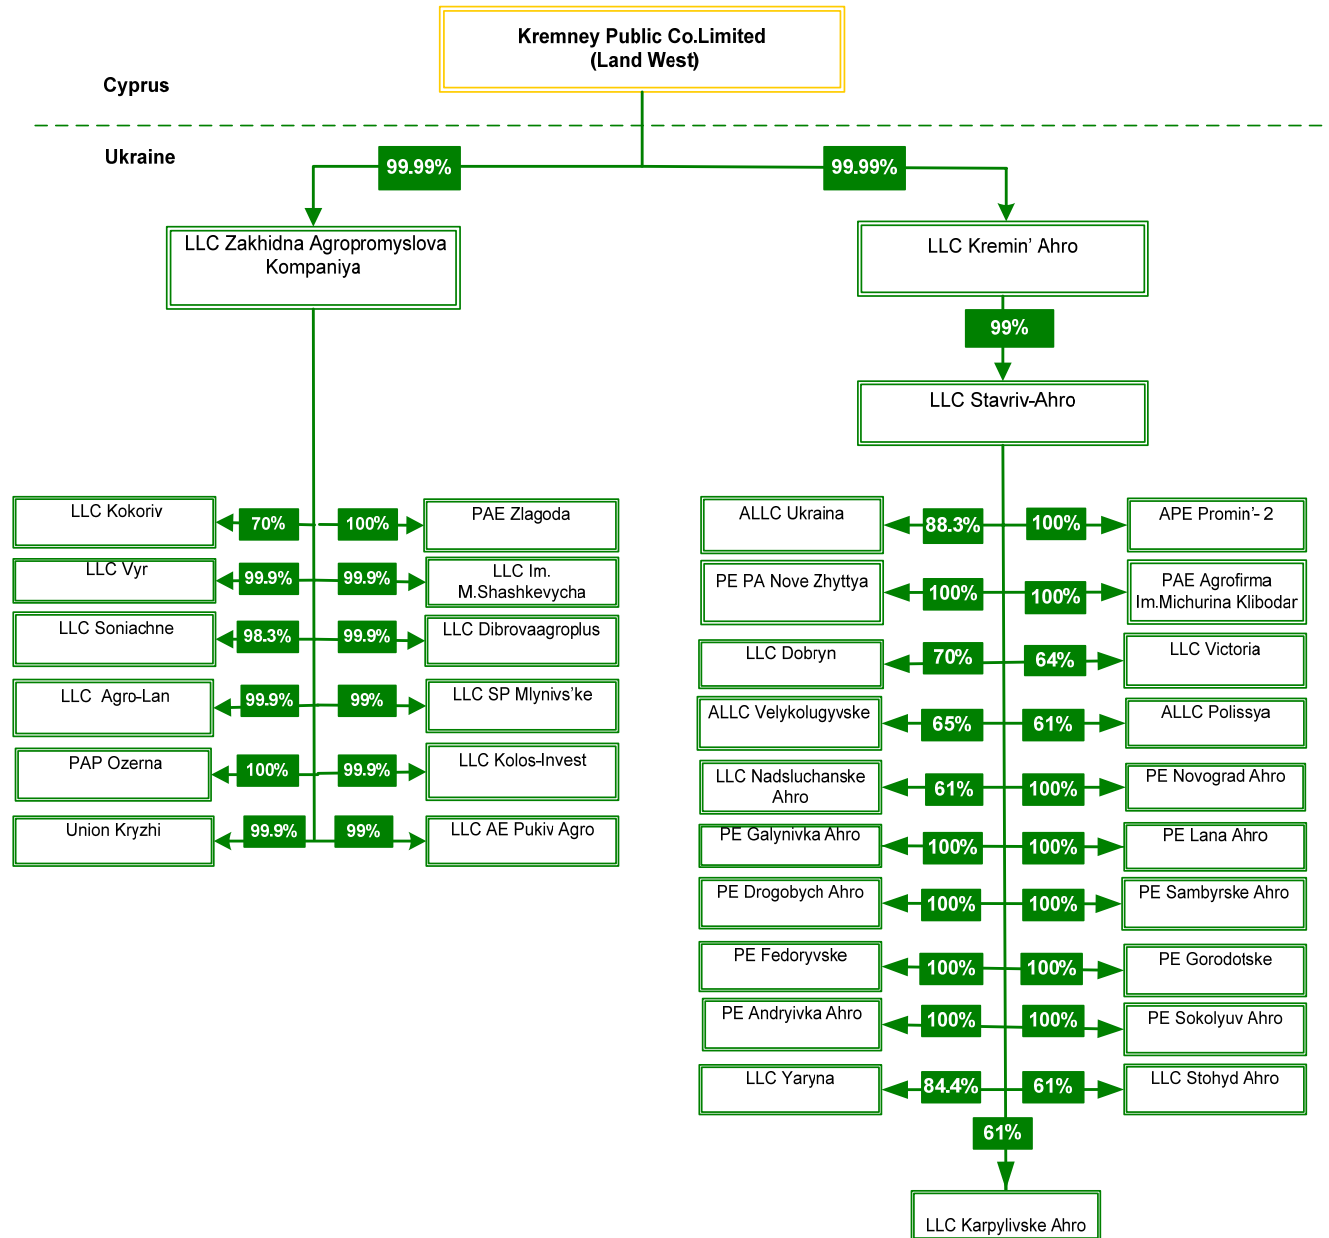 Kremney Public Co.Limited
(Land West)
Cyprus
Ukraine
99.99%
99.99%
LLC Zakhidna Agropromyslova
Kompaniya
LLC Kremin’ Ahro
99%
LLC Stavriv-Ahro
LLC Kokoriv
70%
100%
PAE Zlagoda
LLC Vyr
99.9%
99.9%
LLC Im.
M.Shashkevycha
LLC Soniachne
98.3%
99.9%
LLC Dibrovaagroplus
LLC Agro-Lan
99.9%
99%
LLC SP Mlynivs’ke
PAP Ozerna
100%
99.9%
LLC Kolos-Invest
Union Kryzhi
99.9%
99%
LLC AE Pukiv Agro
ALLC Ukraina
88.3%
100%
APE Promin’- 2
PE PA Nove Zhyttya
100%
100%
PAE Agrofirma
Im.Michurina Klibodar
LLC Dobryn
70%
64%
LLC Victoria
ALLC Velykolugyvske
65%
61%
ALLC Polissya
LLC Nadsluchanske
Ahro
61%
100%
PE Novograd Ahro
PE Galynivka Ahro
100%
100%
PE Lana Ahro
PE Drogobych Ahro
100%
100%
PE Sambyrske Ahro
PE Fedoryvske
100%
100%
PE Gorodotske
PE Andryivka Ahro
100%
100%
PE Sokolyuv Ahro
LLC Yaryna
84.4%
61%
LLC Stohyd Ahro
61%
LLC Karpylivske Ahro